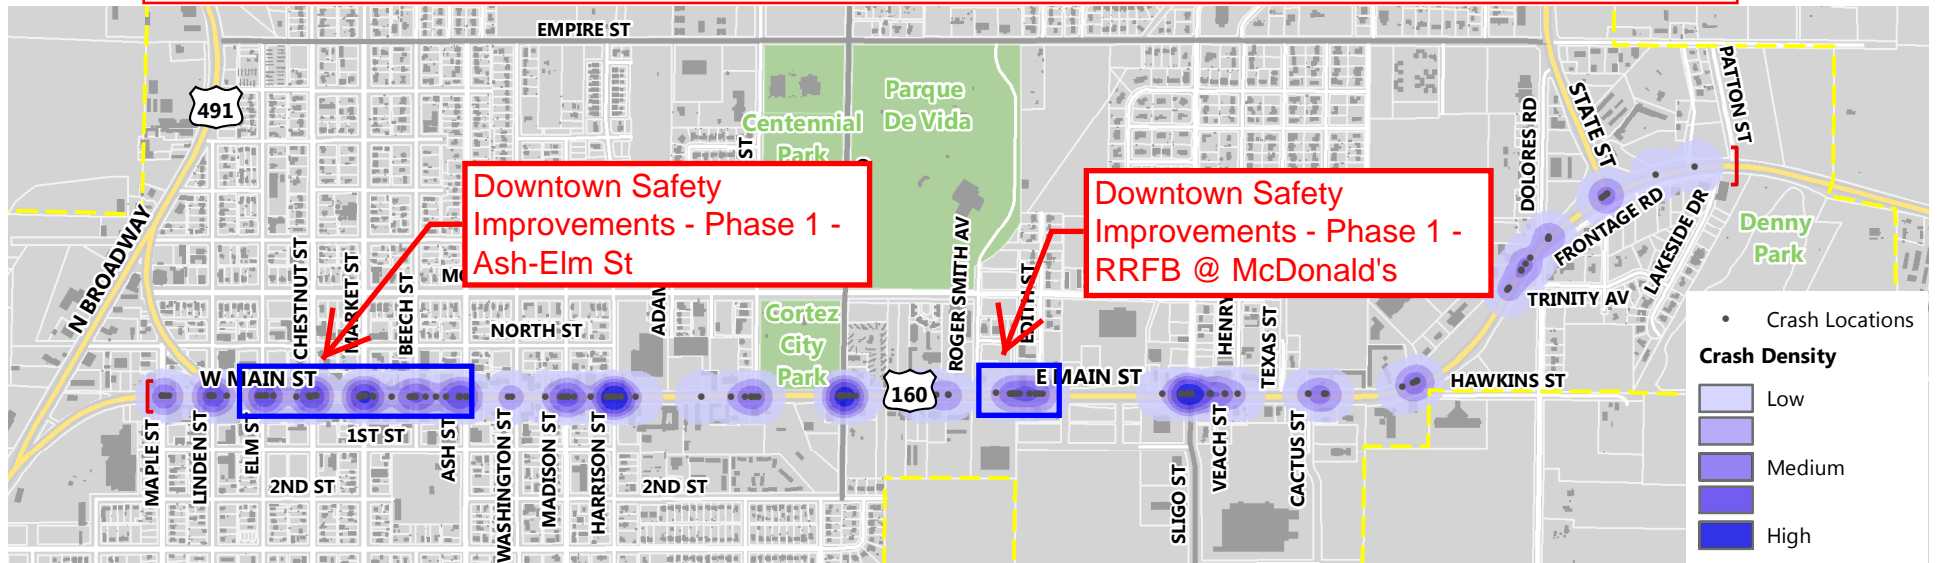 EMPIRE ST
491
Parque
De Vida
Centennial
Park
ST
PATTON ST
STATE ST
DOLORES RD
Downtown Safety
Improvements - Phase 1 -
Ash-Elm St
Downtown Safety
Improvements - Phase 1 -
RRFB @ McDonald's
N BROADWAY
CHESTNUT ST
MARKET ST
BEECH ST
NORTH ST
ADAM
Cortez
City
Park
ROGER SMITH AV
EDITH ST
HENRY
TEXAS ST
FRONTAGE RD
LAKESIDE DR
TRINITY AV
Denny
Park
W MAIN ST
160
E MAIN ST
HAWKINS ST
MAPLE ST
LINDEN ST
ELM ST
1ST ST
ASH ST
2ND ST
WASHINGTON ST
MADISON ST
HARRISON ST
2ND ST
SLIGO ST
VEACH ST
CACTUS ST
Crash Locations
Crash Density
Low
Medium
High